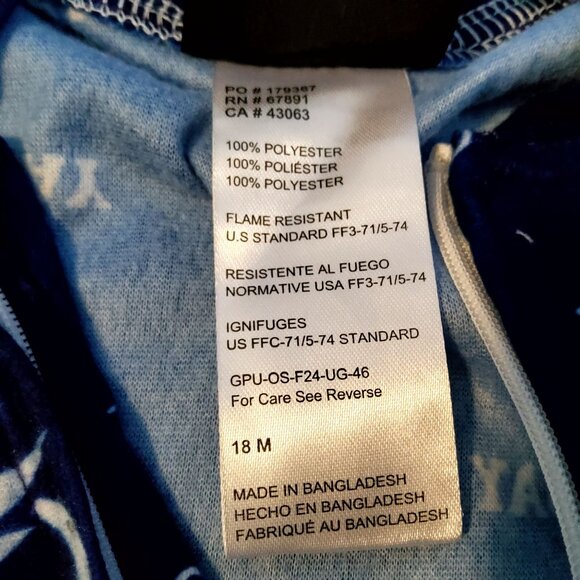 PO # 179367
RN # 67891
CA # 43063
100% POLYESTER
100% POLIÉSTER
100% POLYESTER
FLAME RESISTANT
U.S STANDARD FF3-71/5-74
RESISTENTE AL FUEGO
NORMATIVE USA FF3-71/5-74
IGNIFUGES
US FFC-71/5-74 STANDARD
GPU-OS-F24-UG-46
For Care See Reverse
18 M
MADE IN BANGLADESH
HECHO EN BANGLADESH
FABRIQUÉ AU BANGLADESH